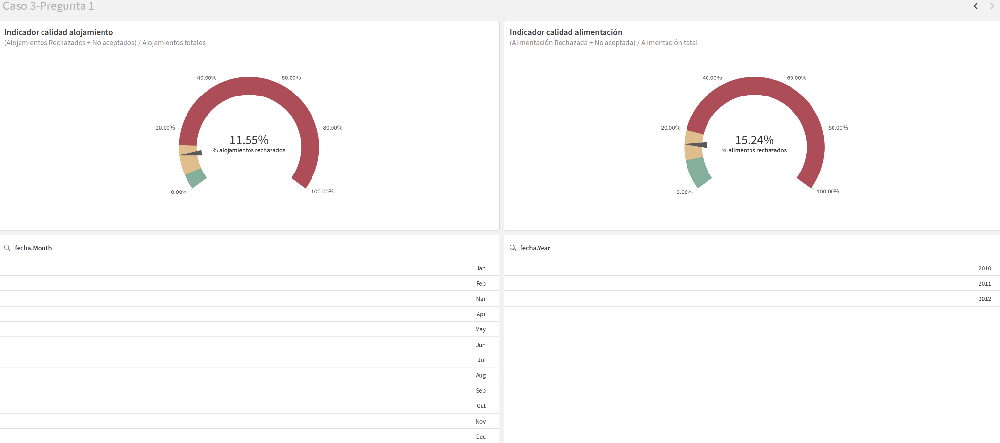 Caso 3-Pregunta 1
Indicador calidad alojamiento
(Alojamientos Rechazados + No aceptados) / Alojamientos totales
40.00%
60.00%
20.00%
80.00%
11.55%
% alojamientos rechazados
0.00%
100.00%
Indicador calidad alimentación
(Alimentación Rechazada + No aceptada) / Alimentación total
40.00%
60.00%
20.00%
80.00%
15.24%
% alimentos rechazados
0.00%
100.00%
fecha.Month
Jan
Feb
Mar
Apr
May
Jun
Jul
Aug
Sep
Oct
Nov
Dec
fecha.Year
2010
2011
2012